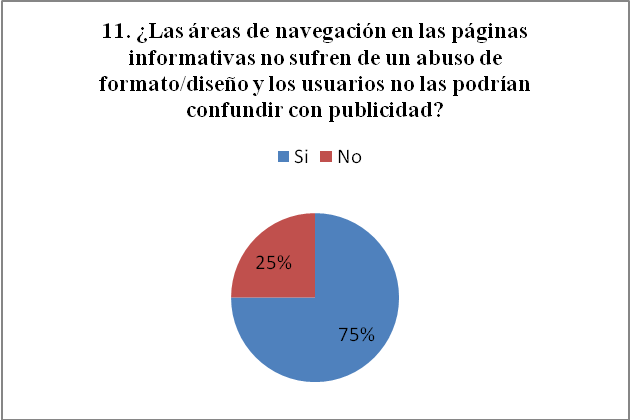 11. ¿Las áreas de navegación en las páginas
informativas no sufren de un abuso de
formato/diseño y los usuarios no las podrían
confundir con publicidad?
Si No
25%
75%